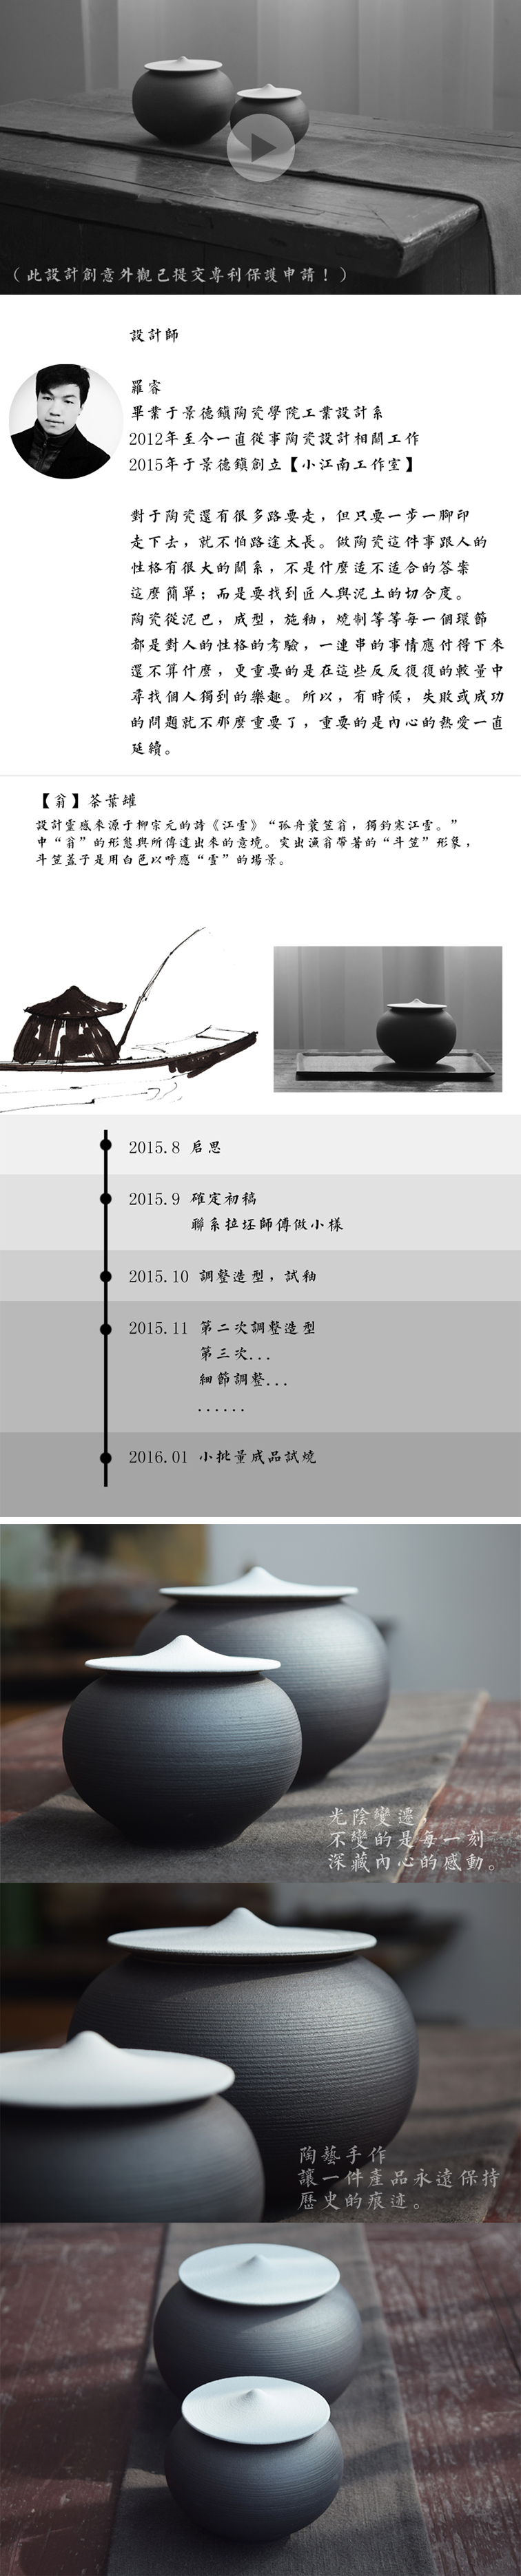 （此設計創意外觀已提交專利保護申請！）
設計師
羅睿
畢業于景德鎮陶瓷學院工業設計系
2012年至今一直從事陶瓷設計相關工作
2015年于景德鎮創立【小江南工作室】
對于陶瓷還有很多路要走，但只要一步一腳印
走下去，就不怕路途太長。做陶瓷這件事跟人的
性格有很大的關系，不是什麼适不适合的答案
這麼簡單；而是要找到匠人與泥土的切合度。
陶瓷從泥巴，成型，施釉，燒制等等每一個環節
都是對人的性格的考驗，一連串的事情應付得下來
還不算什麼，更重要的是在這些反反復復的較量中
尋找個人獨到的樂趣。所以，有時候，失敗或成功
的問題就不那麼重要了，重要的是內心的熱愛一直
延續。
【翁】茶葉罐
設計靈感來源于柳宗元的詩《江雪》“孤舟蓑笠翁，獨釣寒江雪。”
中“翁”的形態與所傳達出來的意境。突出漁翁帶著的“斗笠”形象，
斗笠蓋子是用白色以呼應“雪”的場景。
2015.8 启思
2015.9 確定初稿
聯系拉坯師傅做小樣
2015.10 調整造型，試釉
2015.11 第二次調整造型
第三次...
細節調整...
......
2016.01 小批量成品試燒
光陰變遷，
不變的是每一刻
深藏內心的感動。
陶藝手作
讓一件產品永遠保持
歷史的痕迹。